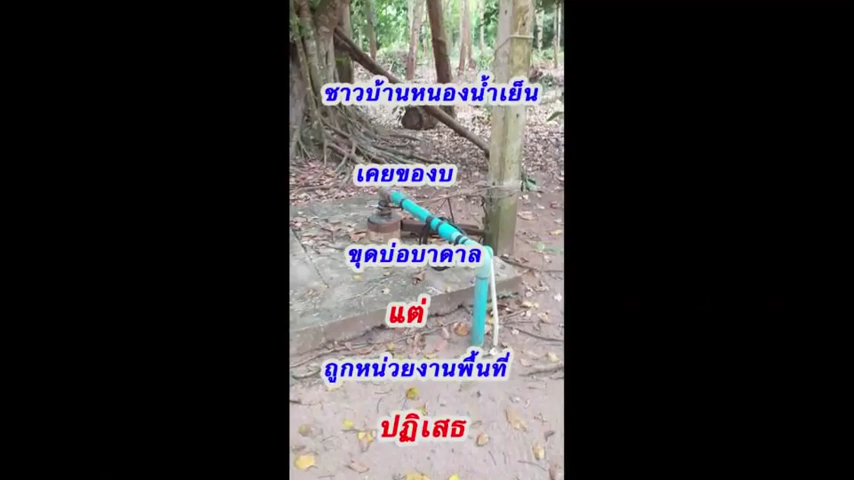 ชาวบ้านหนองน้ำเย็น
เคยของบ
ขุดบ่อบาดาล
แต่
ถูกหน่วยงานพื้นที่
ปฏิเสธ